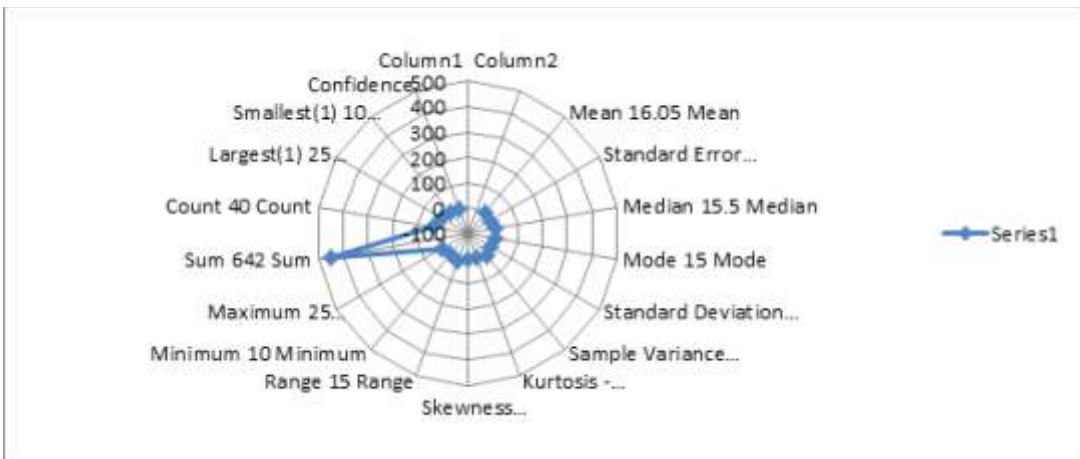 Column1
Column2
Mean 16.05 Mean
Standard Error...
Median 15.5 Median
Mode 15 Mode
Standard Deviation...
Sample Variance...
Kurtosis -...
Skewness...
Range 15 Range
Minimum 10 Minimum
Maximum 25...
Sum 642 Sum
Count 40 Count
Largest(1) 25...
Smallest(1) 10...
Confidence...
500
400
300
200
100
0
-100
Series1